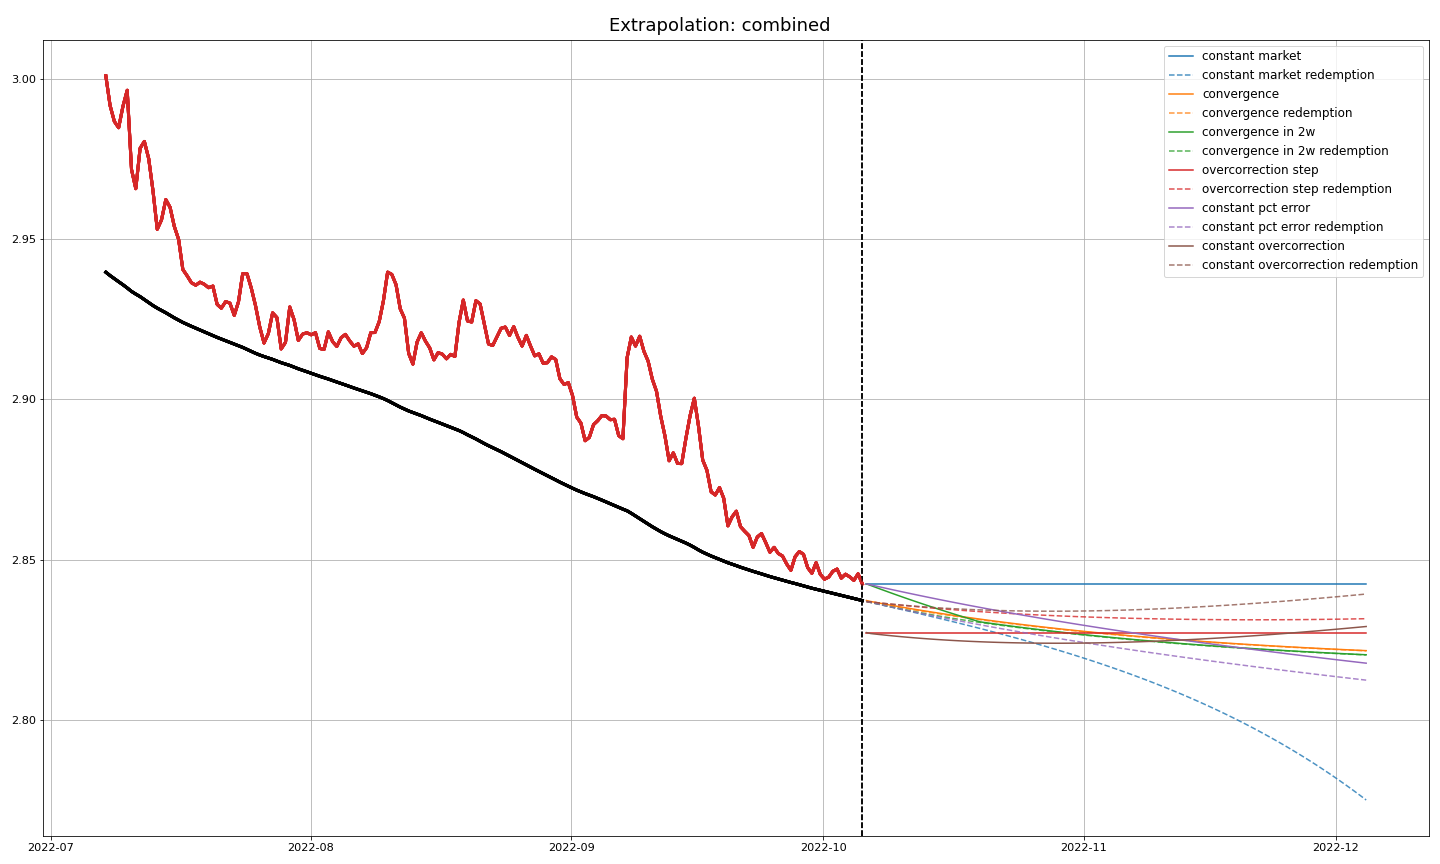 Extrapolation: combined
constant market
constant market redemption
convergence
convergence redemption
convergence in 2w
convergence in 2w redemption
overcorrection step
overcorrection step redemption
constant pct error
constant pct error redemption
constant overcorrection
constant overcorrection redemption
3.00
2.95
2.90
2.85
2.80
2022-07
2022-08
2022-09
2022-10
2022-11
2022-12